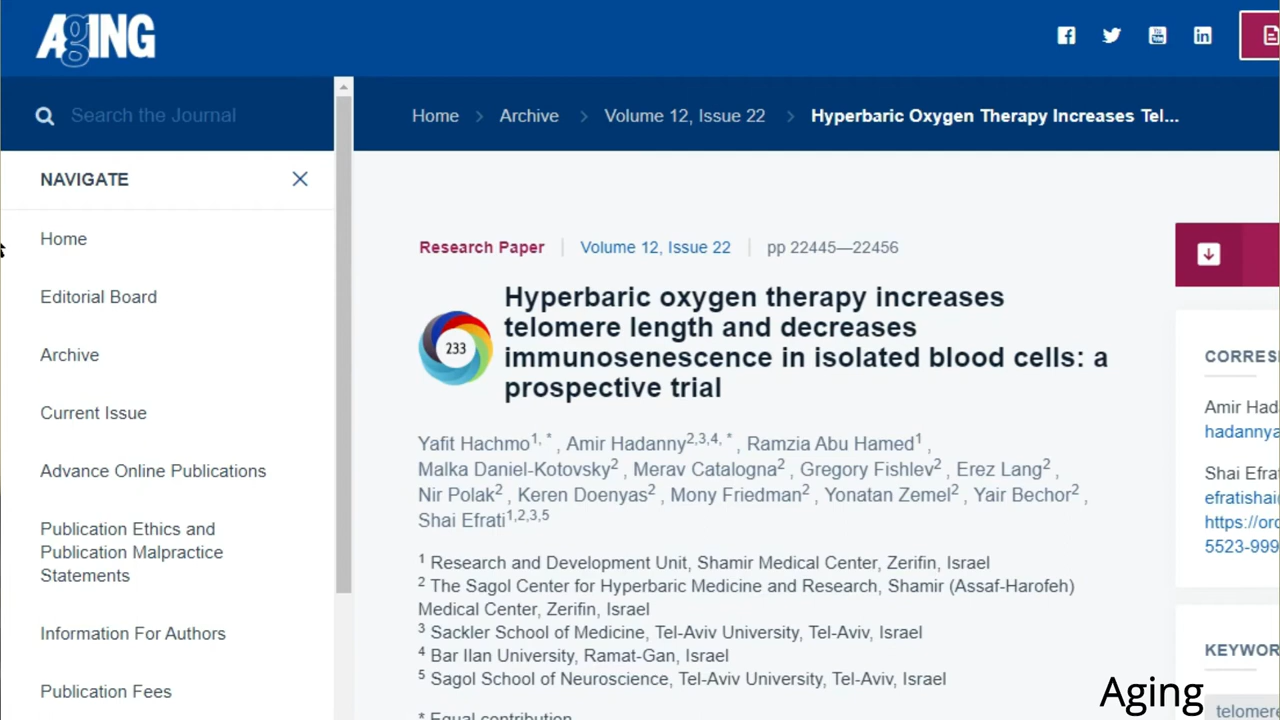 AgING
Search the Journal
Home > Archive > Volume 12, Issue 22 > Hyperbaric Oxygen Therapy Increases Tel...
NAVIGATE
Home
Editorial Board
Archive
Current Issue
Advance Online Publications
Publication Ethics and
Publication Malpractice
Statements
Information For Authors
Publication Fees
Research Paper | Volume 12, Issue 22 | pp 22445—22456
233
Hyperbaric oxygen therapy increases
telomere length and decreases
immunosenescence in isolated blood cells: a
prospective trial
Yafit Hachmo1, * , Amir Hadanny2,3,4, * , Ramzia Abu Hamed1 ,
Malka Daniel-Kotovsky2 , Merav Catalogna2 , Gregory Fishlev2 , Erez Lang2 ,
Nir Polak2 , Keren Doenyas2 , Mony Friedman2 , Yonatan Zemel2 , Yair Bechor2 ,
Shai Efrati1,2,3,5
1 Research and Development Unit, Shamir Medical Center, Zerifin, Israel
2 The Sagol Center for Hyperbaric Medicine and Research, Shamir (Assaf-Harofeh)
Medical Center, Zerifin, Israel
3 Sackler School of Medicine, Tel-Aviv University, Tel-Aviv, Israel
4 Bar Ilan University, Ramat-Gan, Israel
5 Sagol School of Neuroscience, Tel-Aviv University, Tel-Aviv, Israel
* Equal contribution
CORRES
Amir Had
hadannya
Shai Efra
efratishai
https://orc
5523-999
KEYWOR
telomere
Aging